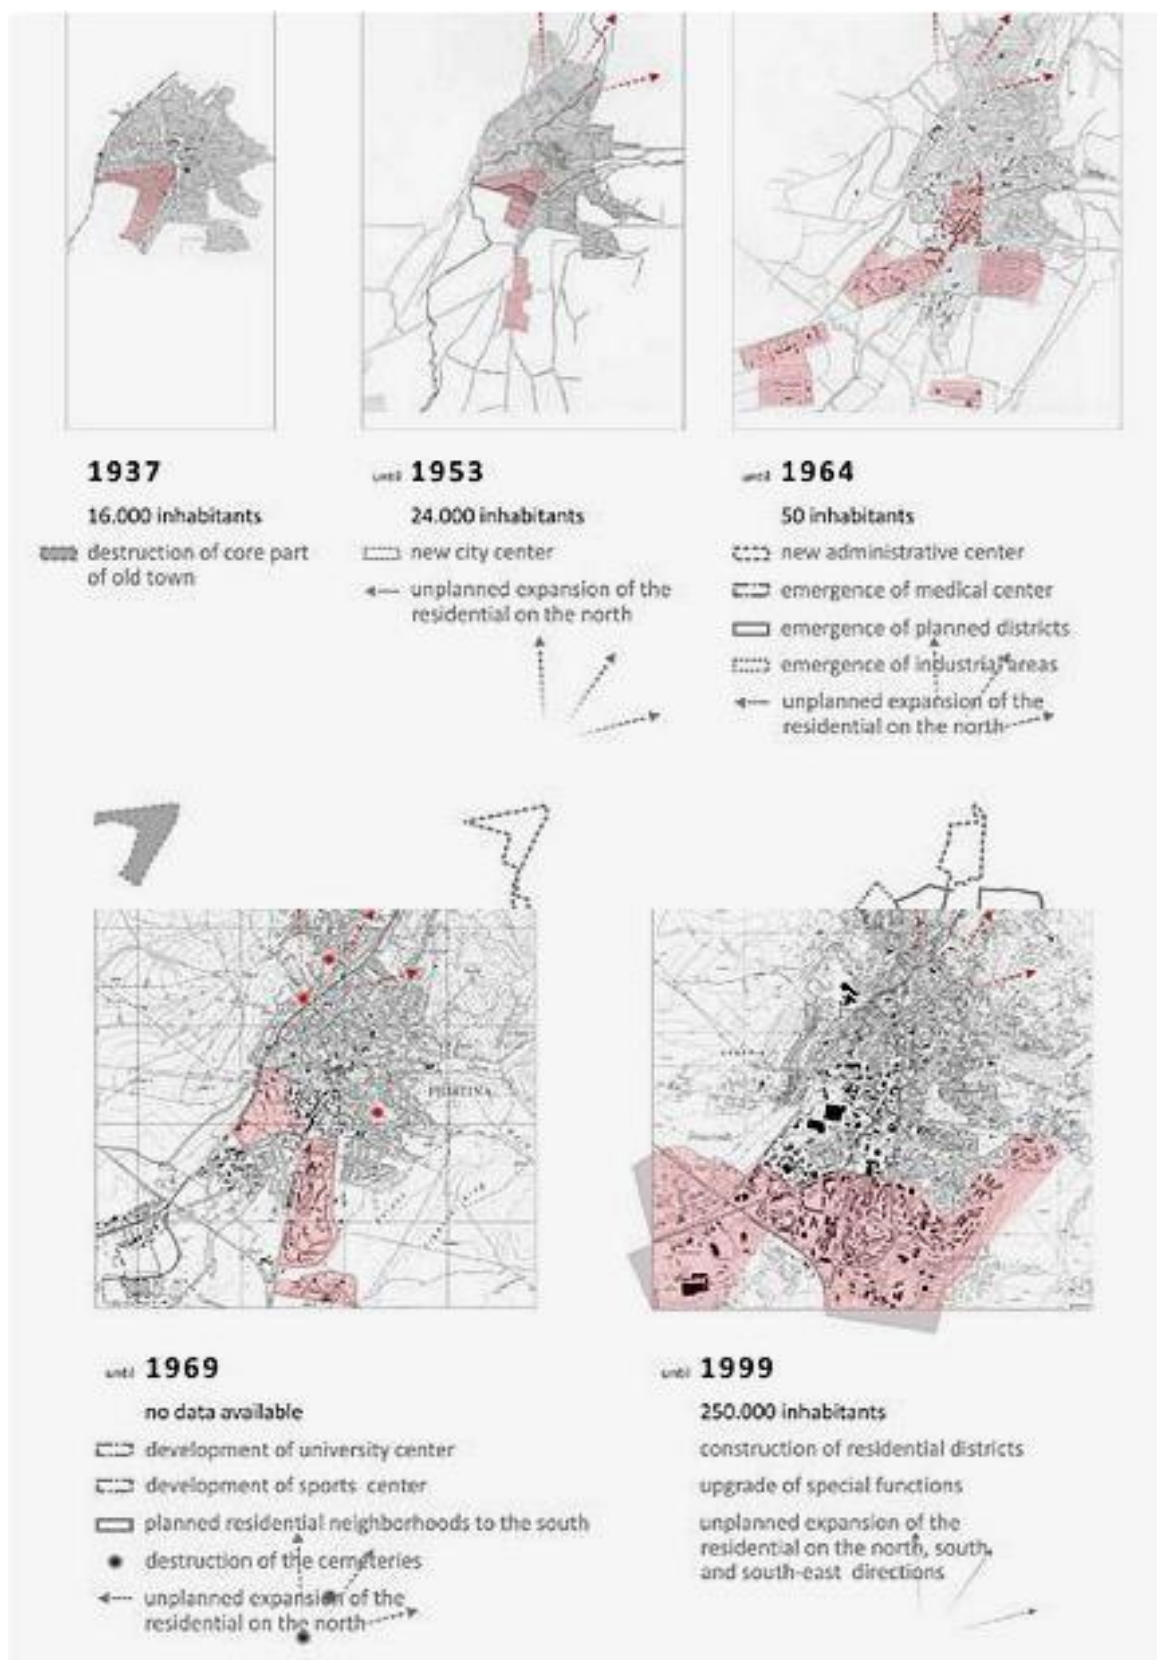 1937
16.000 inhabitants
destruction of core part
of old town
until 1953
24.000 inhabitants
new city center
unplanned expansion of the
residential on the north
until 1964
50 inhabitants
new administrative center
emergence of medical center
emergence of planned districts
emergence of industrial areas
unplanned expansion of the
residential on the north
PRISTINA
until 1969
no data available
development of university center
development of sports center
planned residential neighborhoods to the south
destruction of the cemeteries
unplanned expansion of the
residential on the north
until 1999
250.000 inhabitants
construction of residential districts
upgrade of special functions
unplanned expansion of the
residential on the north, south,
and south-east directions